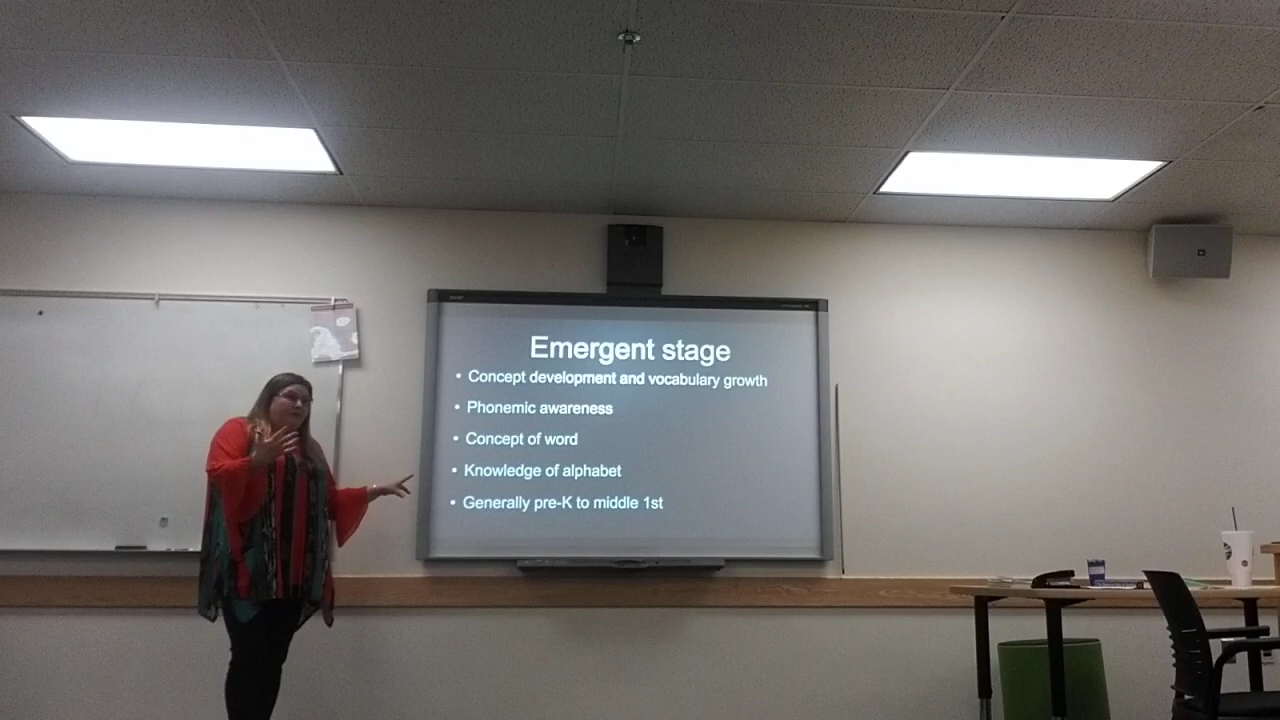 Emergent stage
• Concept development and vocabulary growth
• Phonemic awareness
• Concept of word
• Knowledge of alphabet
• Generally pre-K to middle 1st